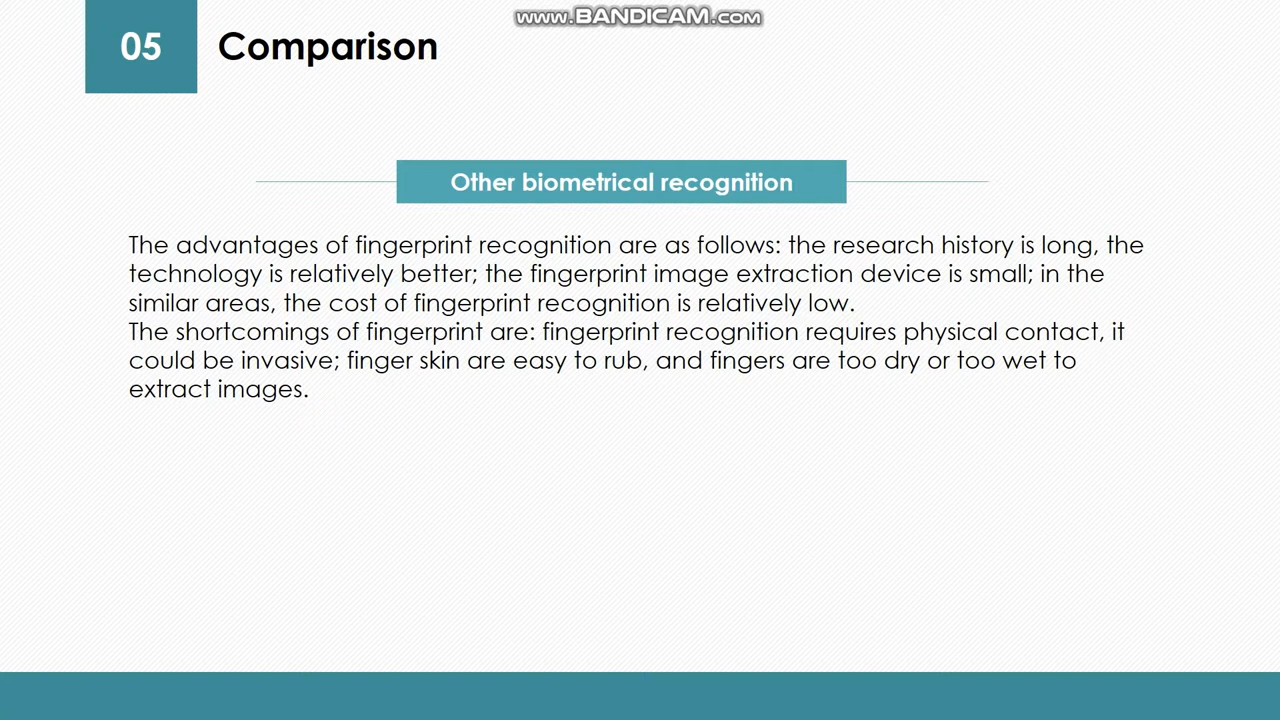 www.BANDICAM.com
05 Comparison
Other biometrical recognition
The advantages of fingerprint recognition are as follows: the research history is long, the
technology is relatively better; the fingerprint image extraction device is small; in the
similar areas, the cost of fingerprint recognition is relatively low.
The shortcomings of fingerprint are: fingerprint recognition requires physical contact, it
could be invasive; finger skin are easy to rub, and fingers are too dry or too wet to
extract images.